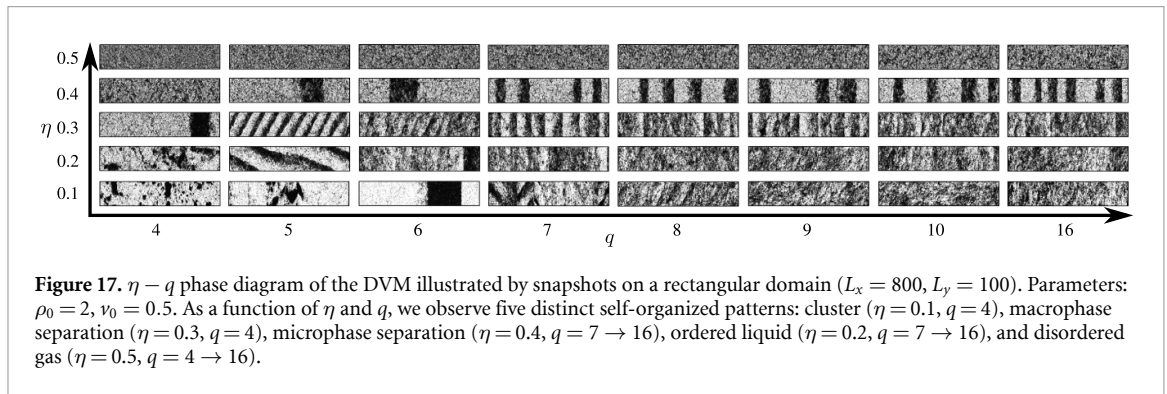 0.5
0.4
η 0.3
0.2
0.1
4 5 6 7 8 9 10 16
q
Figure 17. η − q phase diagram of the DVM illustrated by snapshots on a rectangular domain (Lx = 800, Ly = 100). Parameters:
ρ0 = 2, v0 = 0.5. As a function of η and q, we observe five distinct self-organized patterns: cluster (η = 0.1, q = 4), macrophase
separation (η = 0.3, q = 4), microphase separation (η = 0.4, q = 7 → 16), ordered liquid (η = 0.2, q = 7 → 16), and disordered
gas (η = 0.5, q = 4 → 16).